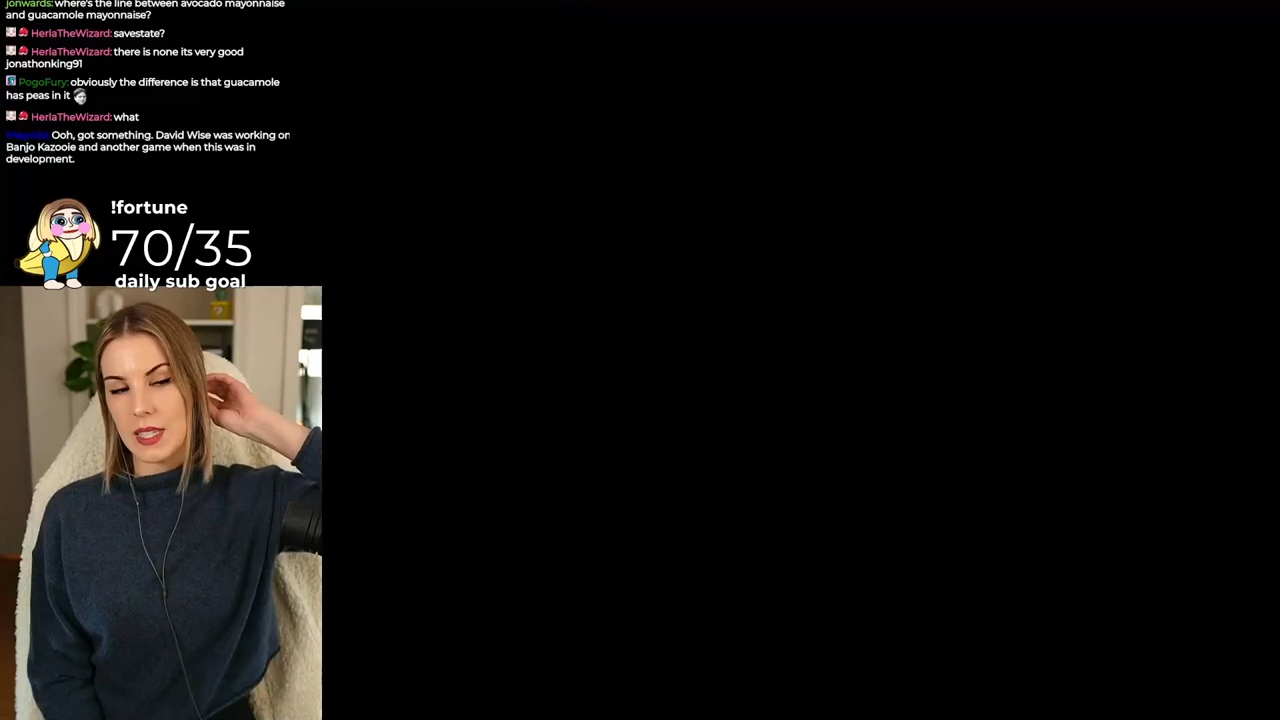 jonwards: where's the line between avocado mayonnaise
and guacamole mayonnaise?
HerlaTheWizard: savestate?
HerlaTheWizard: there is none its very good
jonathonking91
PogoFury: obviously the difference is that guacamole
has peas in it
HerlaTheWizard: what
Ooh, got something. David Wise was working on
Banjo Kazooie and another game when this was in
development.
!fortune
70/35
daily sub goal